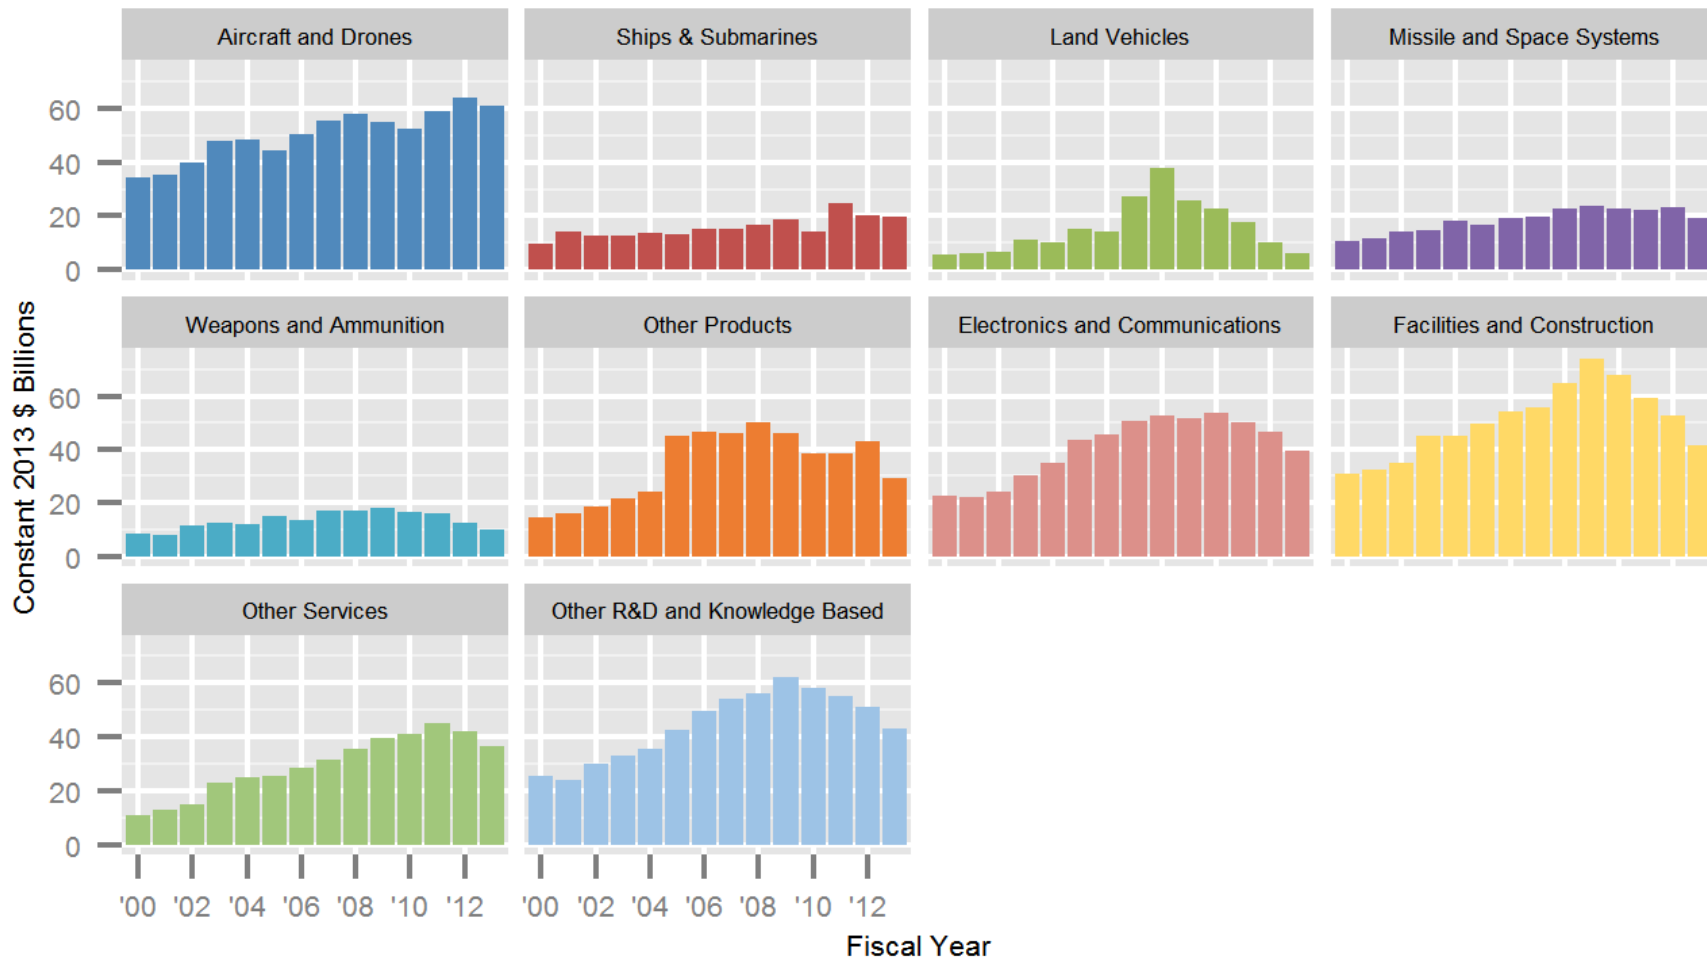 Aircraft and Drones
Ships & Submarines
Land Vehicles
Missile and Space Systems
60
40
20
0
Weapons and Ammunition
Other Products
Electronics and Communications
Facilities and Construction
60
40
20
0
Constant 2013 $ Billions
Other Services
Other R&D and Knowledge Based
60
40
20
0
'00 '02 '04 '06 '08 '10 '12
'00 '02 '04 '06 '08 '10 '12
Fiscal Year